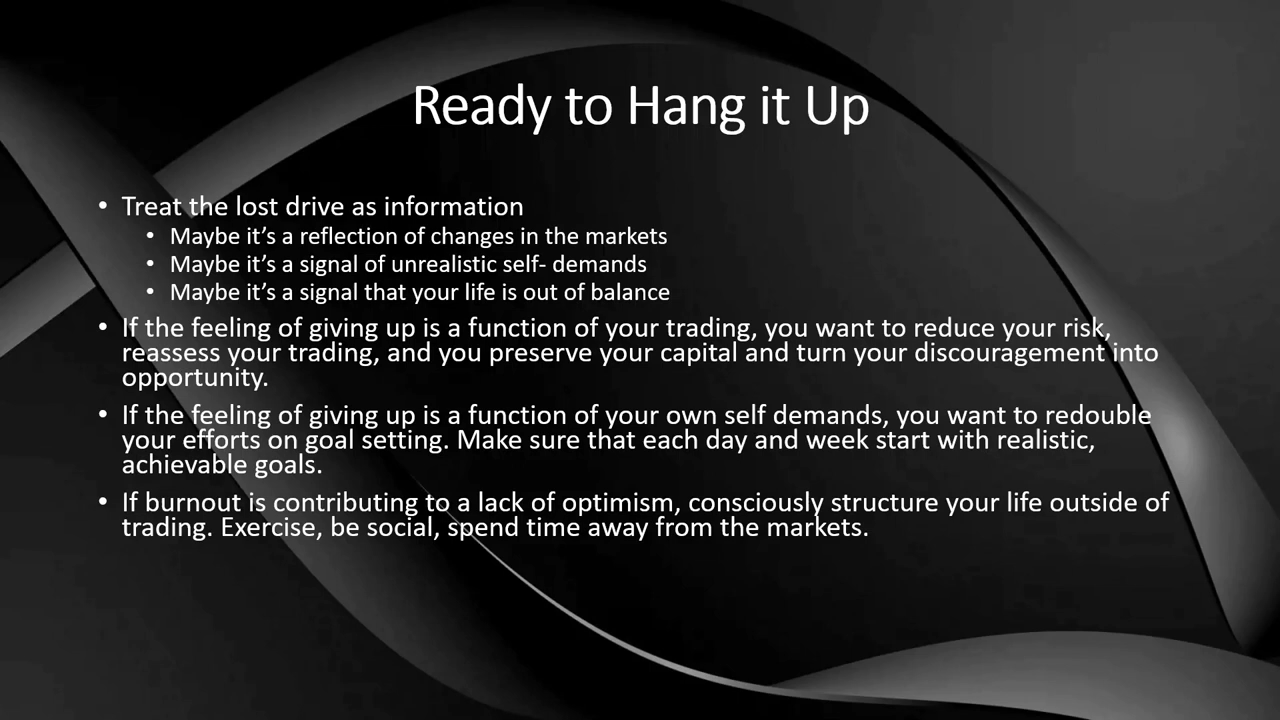 Ready to Hang it Up
• Treat the lost drive as information
• Maybe it’s a reflection of changes in the markets
• Maybe it’s a signal of unrealistic self- demands
• Maybe it’s a signal that your life is out of balance
• If the feeling of giving up is a function of your trading, you want to reduce your risk,
reassess your trading, and you preserve your capital and turn your discouragement into
opportunity.
• If the feeling of giving up is a function of your own self demands, you want to redouble
your efforts on goal setting. Make sure that each day and week start with realistic,
achievable goals.
• If burnout is contributing to a lack of optimism, consciously structure your life outside of
trading. Exercise, be social, spend time away from the markets.